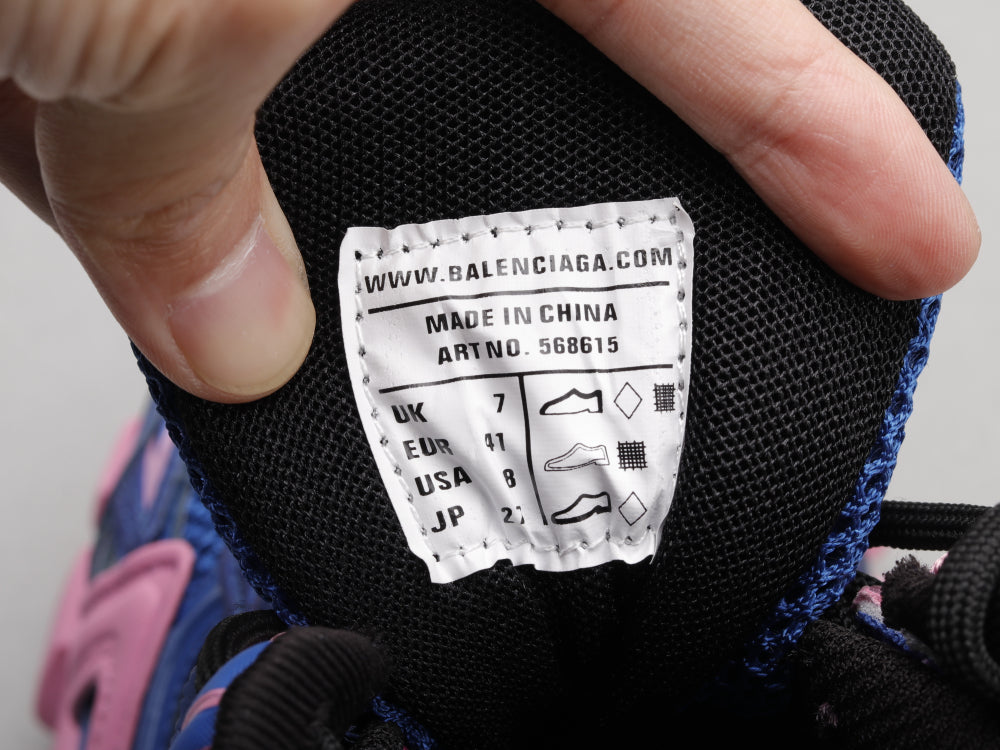 WWW.BALENCIAGA.COM
MADE IN CHINA
ART NO. 568615
UK 7
EUR 41
USA 8
JP